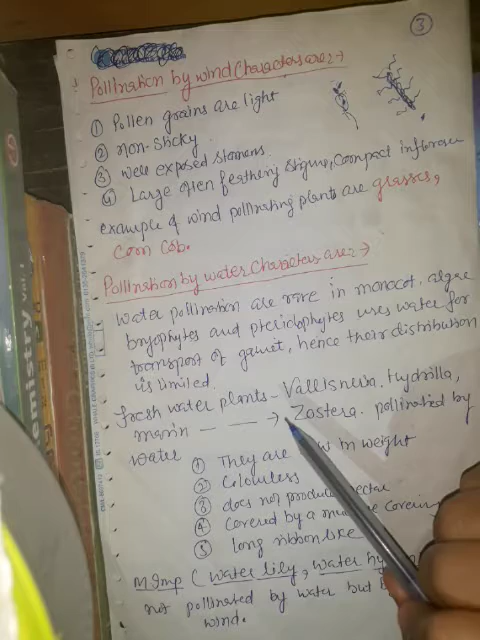 3
Pollination by wind Characters are:→
① Pollen grains are light
② non-sticky.
③ well exposed stamens.
④ Large often feathery stigma, Compact
example of wind pollinating plants are grasses,
Corn Cob.
Pollination by water Characters are:→
Water pollination are rare in monocot. algae
bryophytes and pteridophytes uses water for
transport of gamet, hence their distribution
is limited.
Fresh water plants - Vallisneria. Hydrilla,
marin — — → Zostera. pollinated by
water
① They are in weight
② Colourless
③ does not produce
④ covered by a
⑤ long ribbon like
M Imp (Water lily, water
not pollinated by water but
wind.